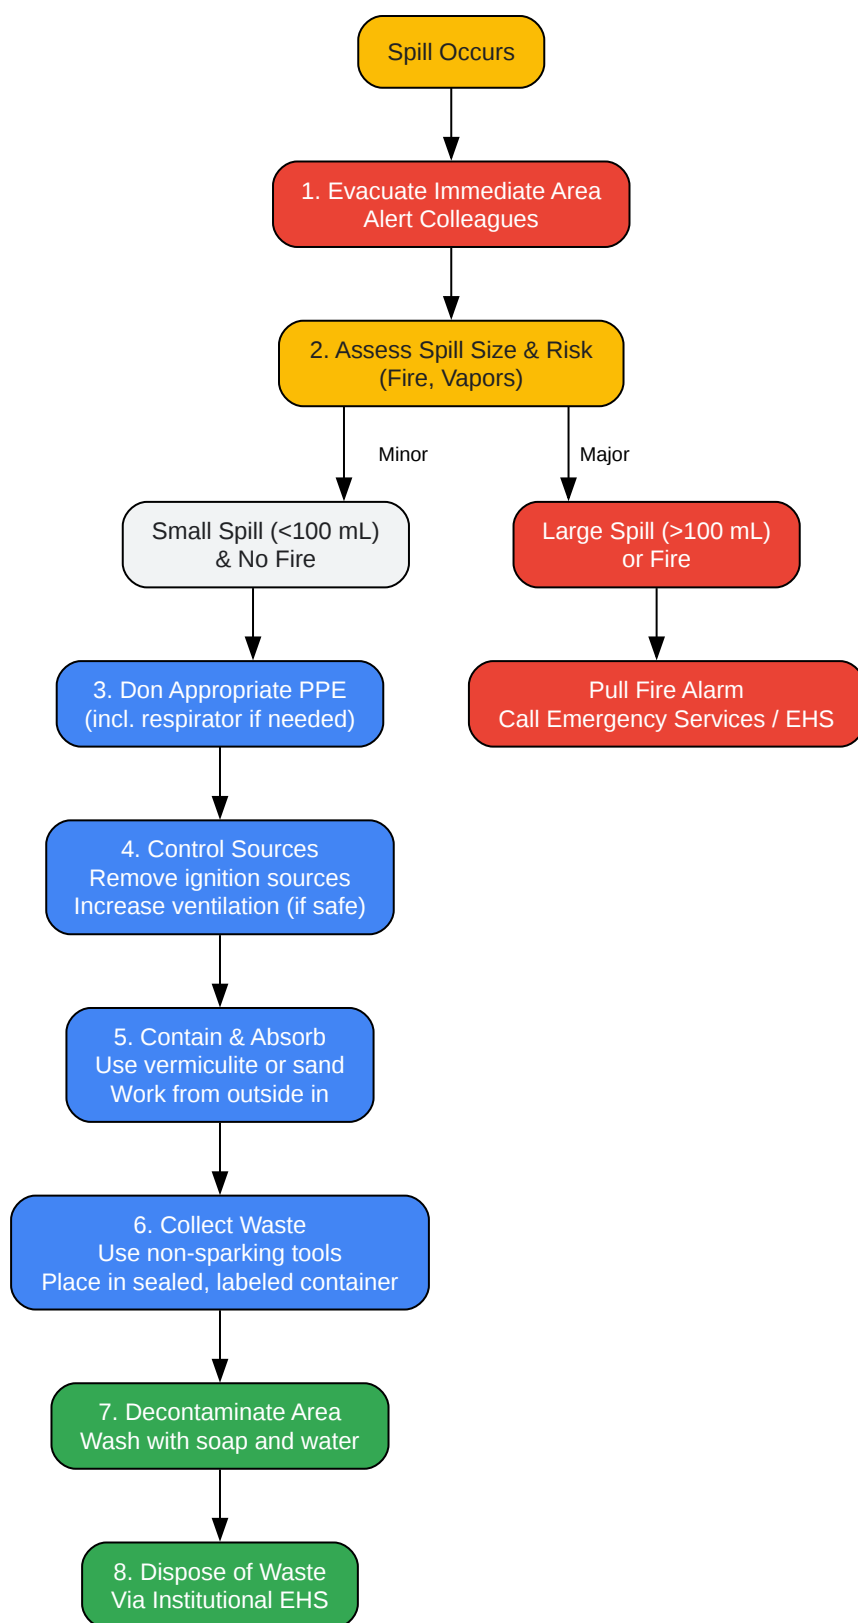 Spill Occurs
1. Evacuate Immediate Area
Alert Colleagues
2. Assess Spill Size & Risk
(Fire, Vapors)
Minor
Major
Small Spill (<100 mL)
& No Fire
Large Spill (>100 mL)
or Fire
3. Don Appropriate PPE
(incl. respirator if needed)
Pull Fire Alarm
Call Emergency Services / EHS
4. Control Sources
Remove ignition sources
Increase ventilation (if safe)
5. Contain & Absorb
Use vermiculite or sand
Work from outside in
6. Collect Waste
Use non-sparking tools
Place in sealed, labeled container
7. Decontaminate Area
Wash with soap and water
8. Dispose of Waste
Via Institutional EHS